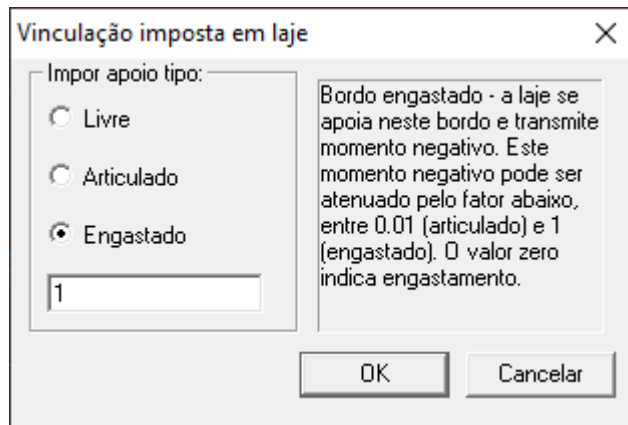 Vinculação imposta em laje
Impor apoio tipo:
Livre
Articulado
Engastado
1
Bordo engastado - a laje se
apoia neste bordo e transmite
momento negativo. Este
momento negativo pode ser
atenuado pelo fator abaixo,
entre 0.01 (articulado) e 1
(engastado). O valor zero
indica engastamento.
OK
Cancelar